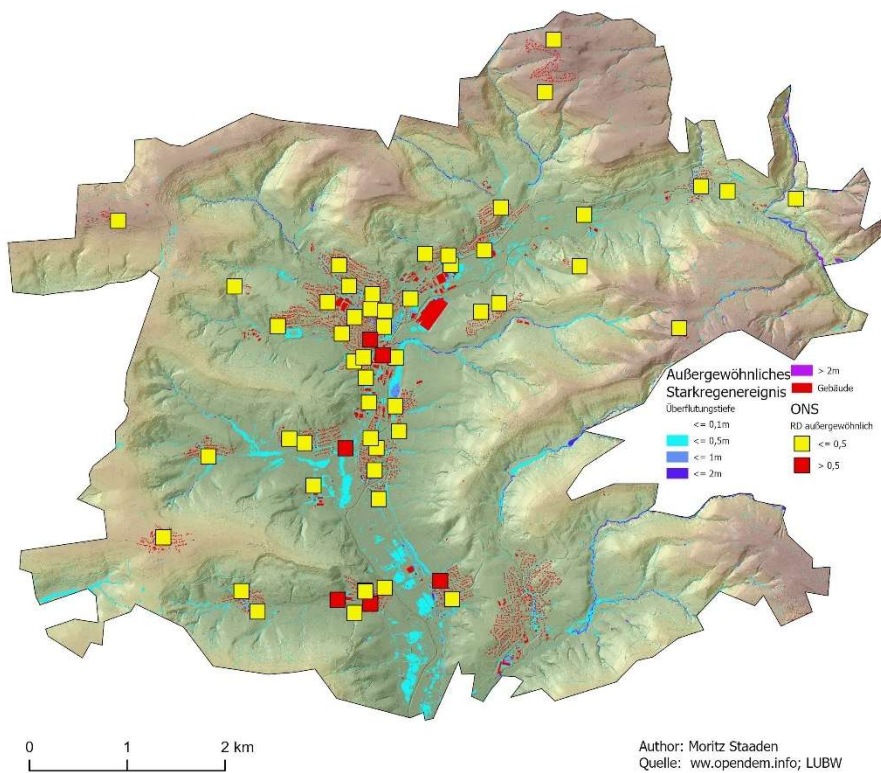 Außergewöhnliches
Starkregenereignis
Überflutungstiefe
<= 0,1m
<= 0,5m
<= 1m
<= 2m
> 2m
Gebäude
ONS
RD außergewöhnlich
<= 0,5
> 0,5
0 1 2 km
Author: Moritz Staaden
Quelle: ww.opendem.info; LUBW